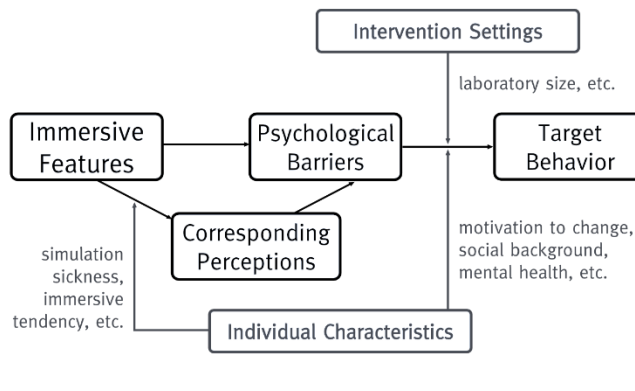 Intervention Settings
laboratory size, etc.
Immersive
Features
Psychological
Barriers
Target
Behavior
Corresponding
Perceptions
simulation
sickness,
immersive
tendency, etc.
motivation to change,
social background,
mental health, etc.
Individual Characteristics